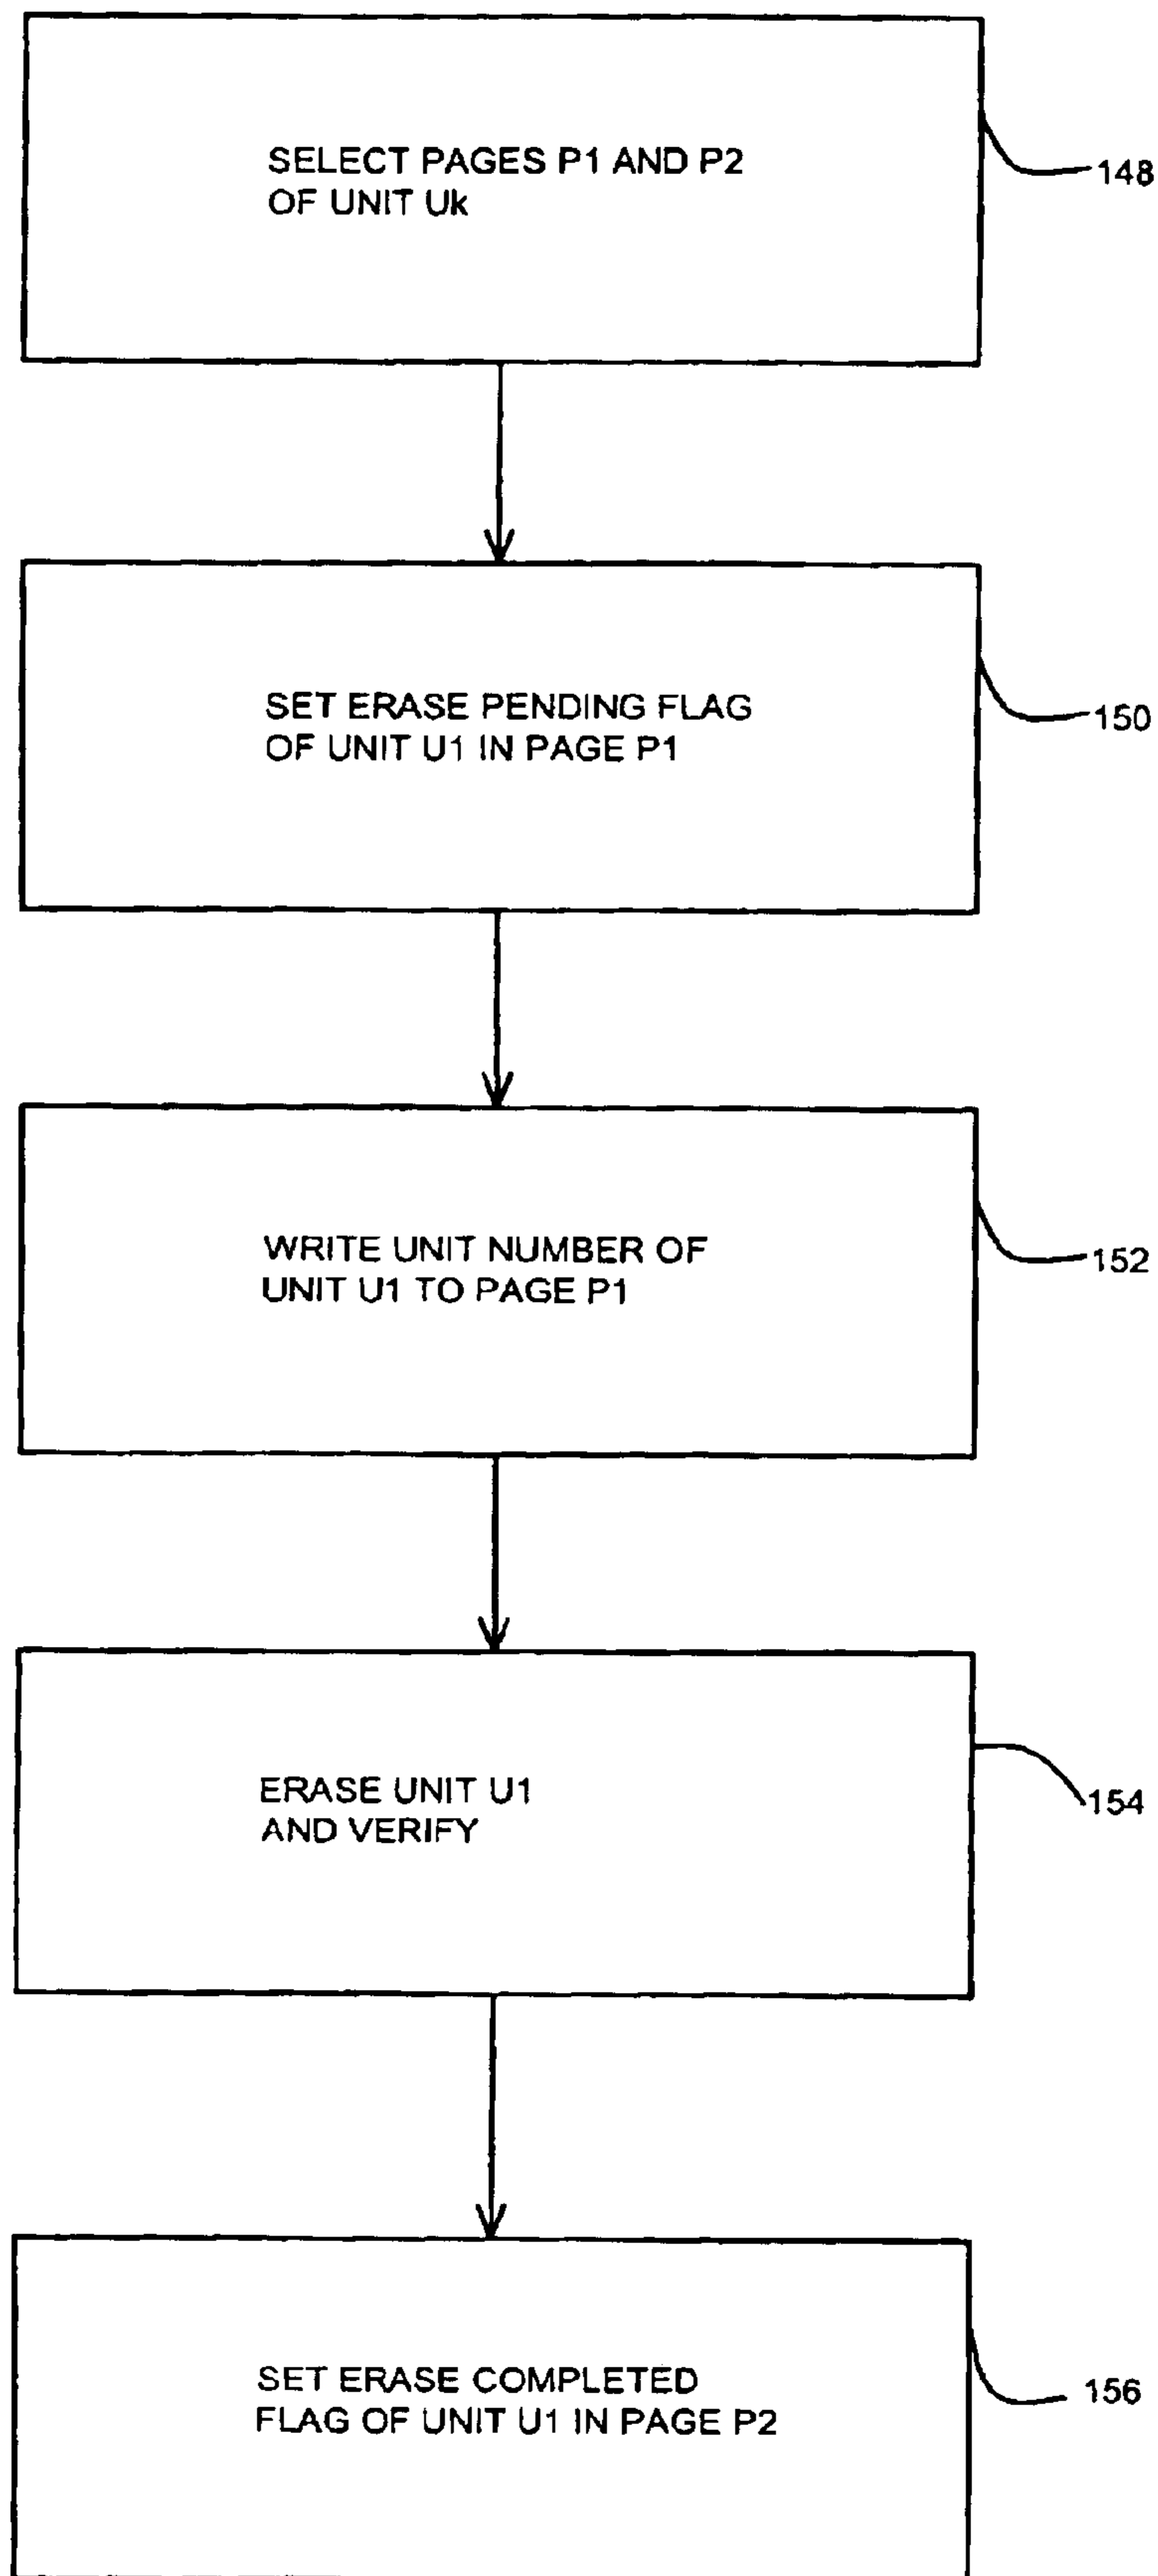 SELECT PAGES P1 AND P2
OF UNIT Uk
148
SET ERASE PENDING FLAG
OF UNIT U1 IN PAGE P1
150
WRITE UNIT NUMBER OF
UNIT U1 TO PAGE P1
152
ERASE UNIT U1
AND VERIFY
154
SET ERASE COMPLETED
FLAG OF UNIT U1 IN PAGE P2
156